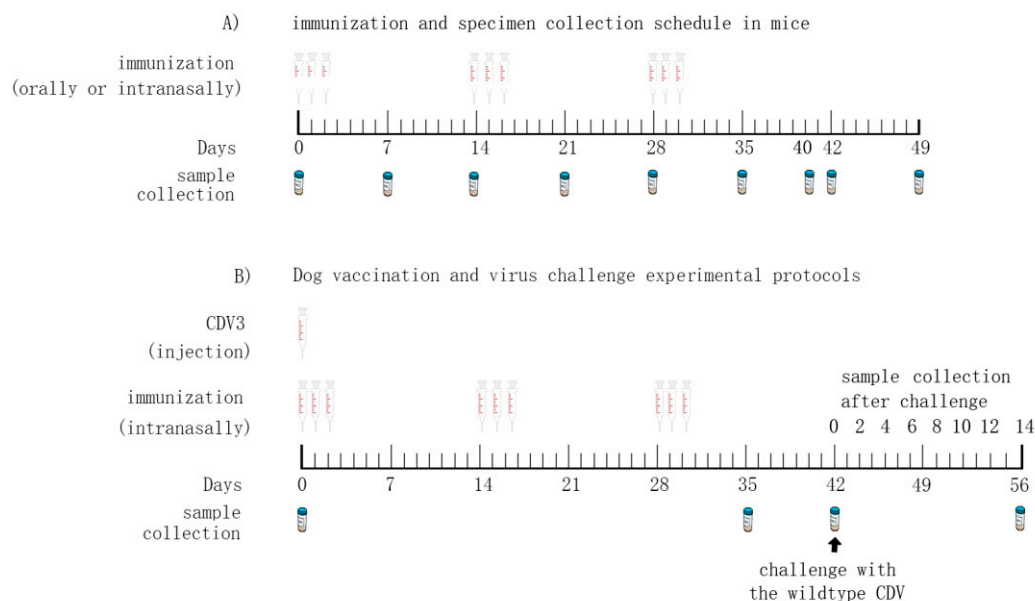 A) immunization and specimen collection schedule in mice
immunization
(orally or intranasally)
Days 0 7 14 21 28 35 40 42 49
sample
collection
B) Dog vaccination and virus challenge experimental protocols
CDV3
(injection)
immunization
(intranasally)
sample collection
after challenge
0 2 4 6 8 10 12 14
Days 0 7 14 21 28 35 42 49 56
sample
collection
challenge with
the wildtype CDV